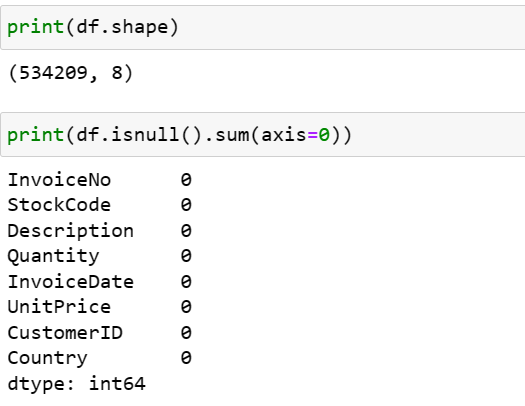 print(df.shape)
(534209, 8)
print(df.isnull().sum(axis=0))
InvoiceNo 0
StockCode 0
Description 0
Quantity 0
InvoiceDate 0
UnitPrice 0
CustomerID 0
Country 0
dtype: int64